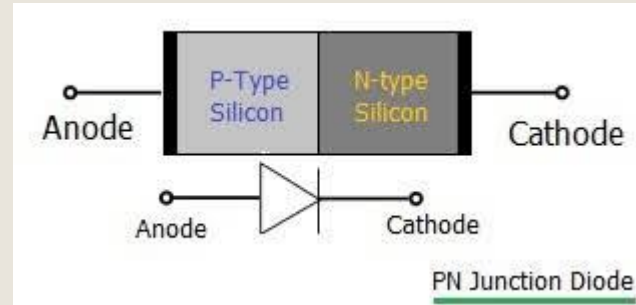 P-Type
Silicon
N-type
Silicon
Anode
Cathode
Anode
Cathode
PN Junction Diode